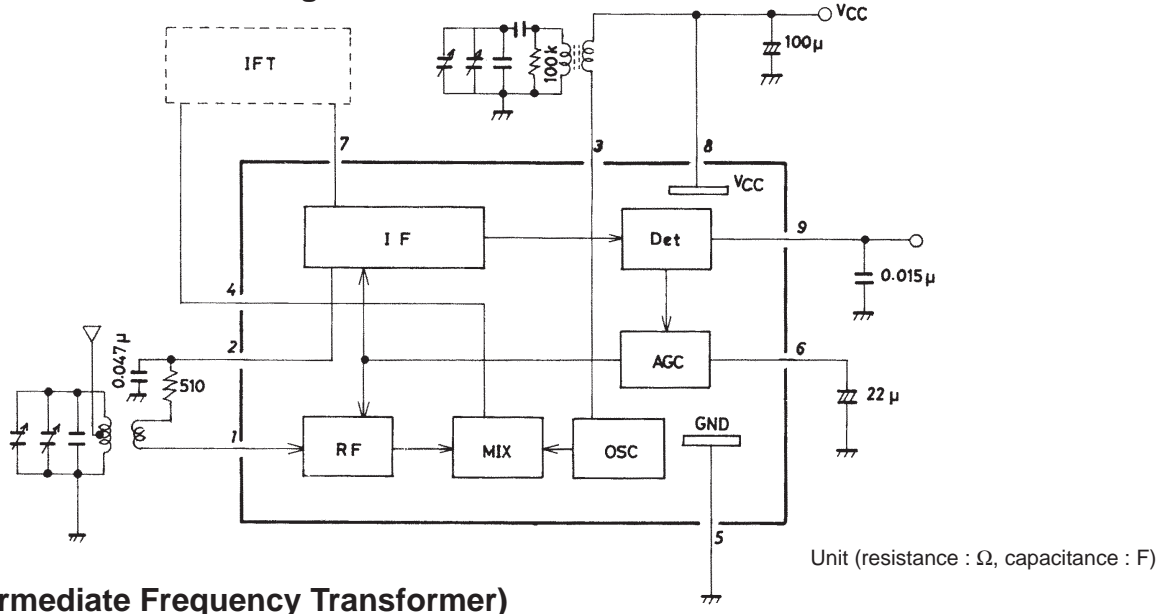 VCC
100μ
IFT
100k
7
3
8
VCC
IF
Det
9
0.015μ
4
2
0.047μ
510
AGC
6
22μ
1
RF
MIX
OSC
GND
5
Unit (resistance : Ω, capacitance : F)
Frequency Transformer)